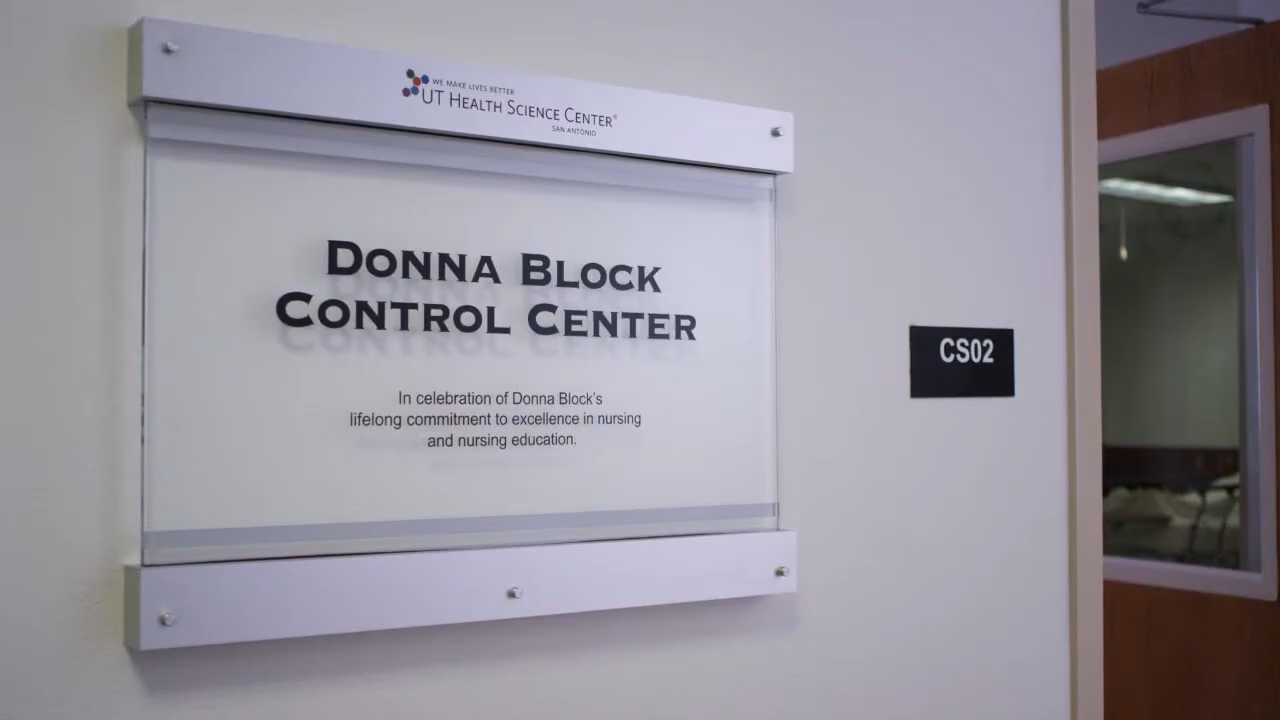 WE MAKE LIVES BETTER
UT HEALTH SCIENCE CENTER®
SAN ANTONIO
DONNA BLOCK
CONTROL CENTER
In celebration of Donna Block's
lifelong commitment to excellence in nursing
and nursing education.
CS02